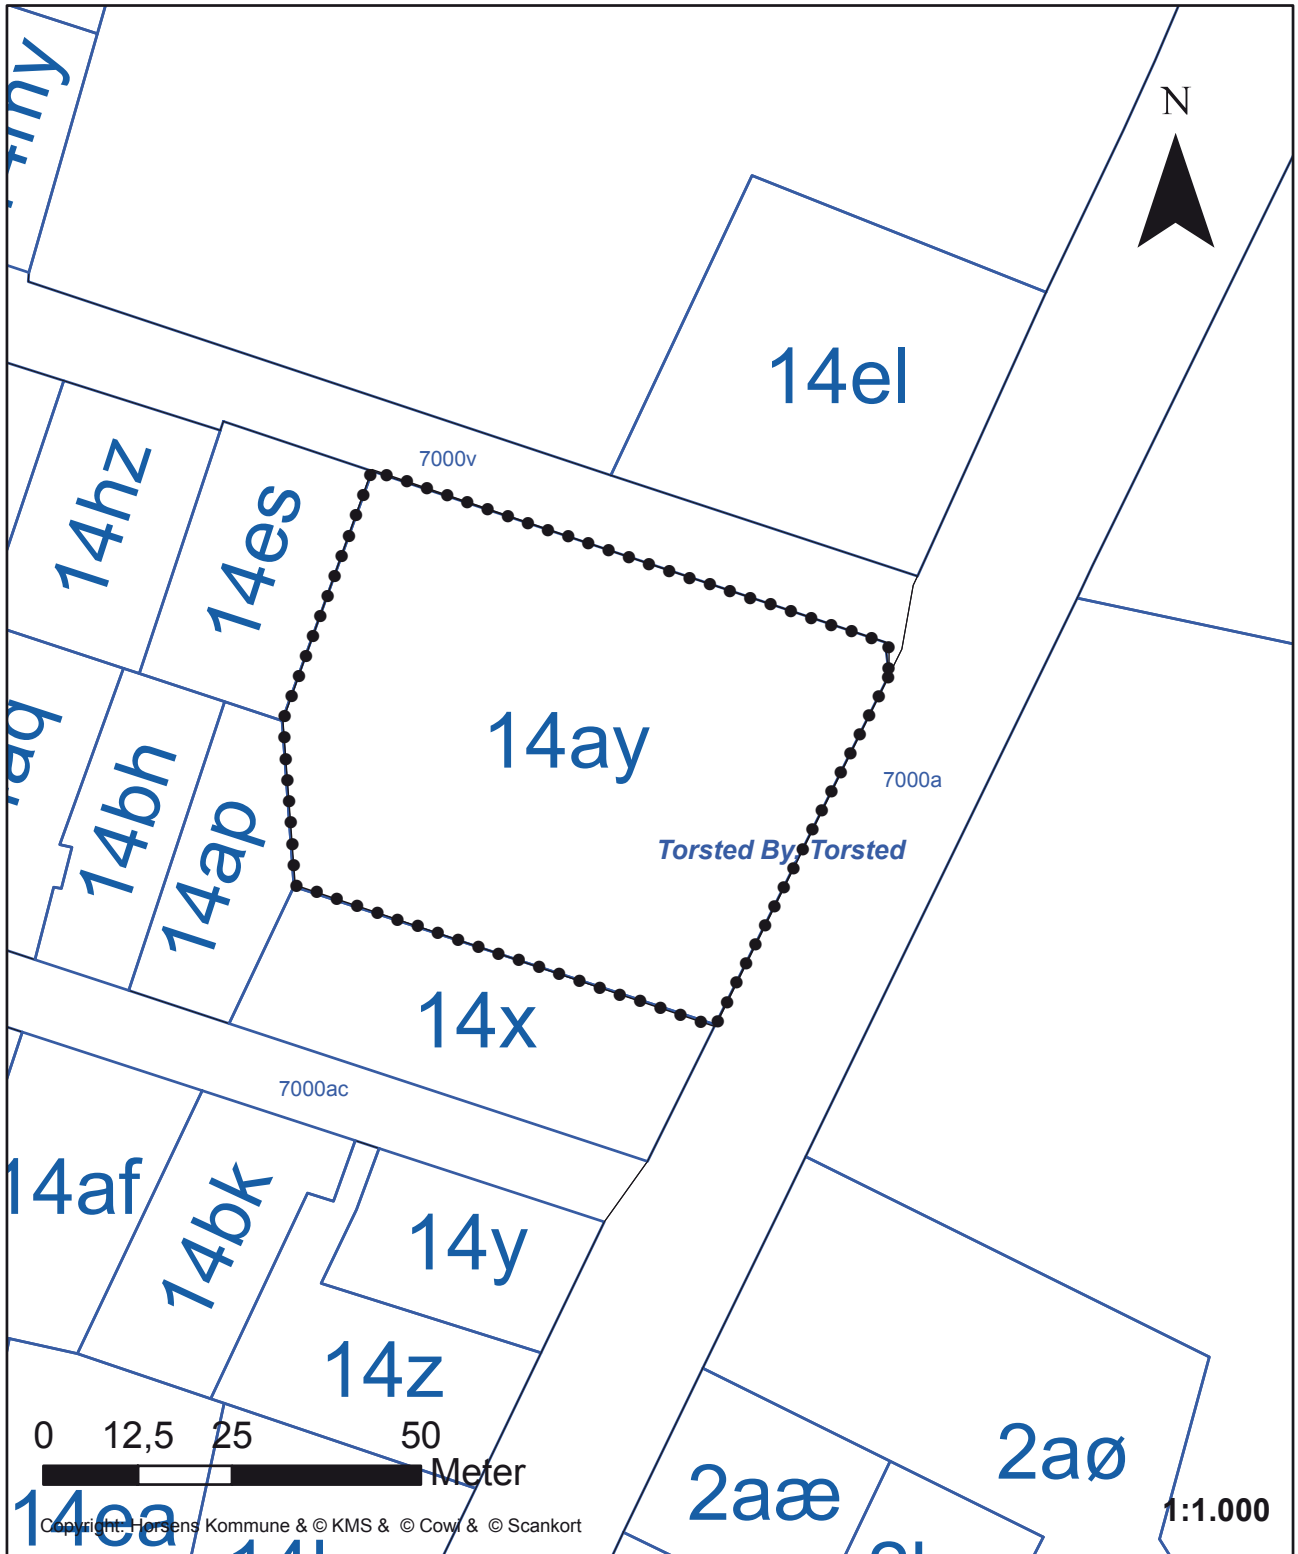 N
14el
7000v
14hz
14es
14ay
7000a
14bh
14ap
Torsted By, Torsted
14x
7000ac
14af
14bk
14y
14z
0 12,5 25 50
Meter
2aø
2aæ
14ea
1:1.000
Copyright: Horsens Kommune & © KMS & © Cowi & © Scankort